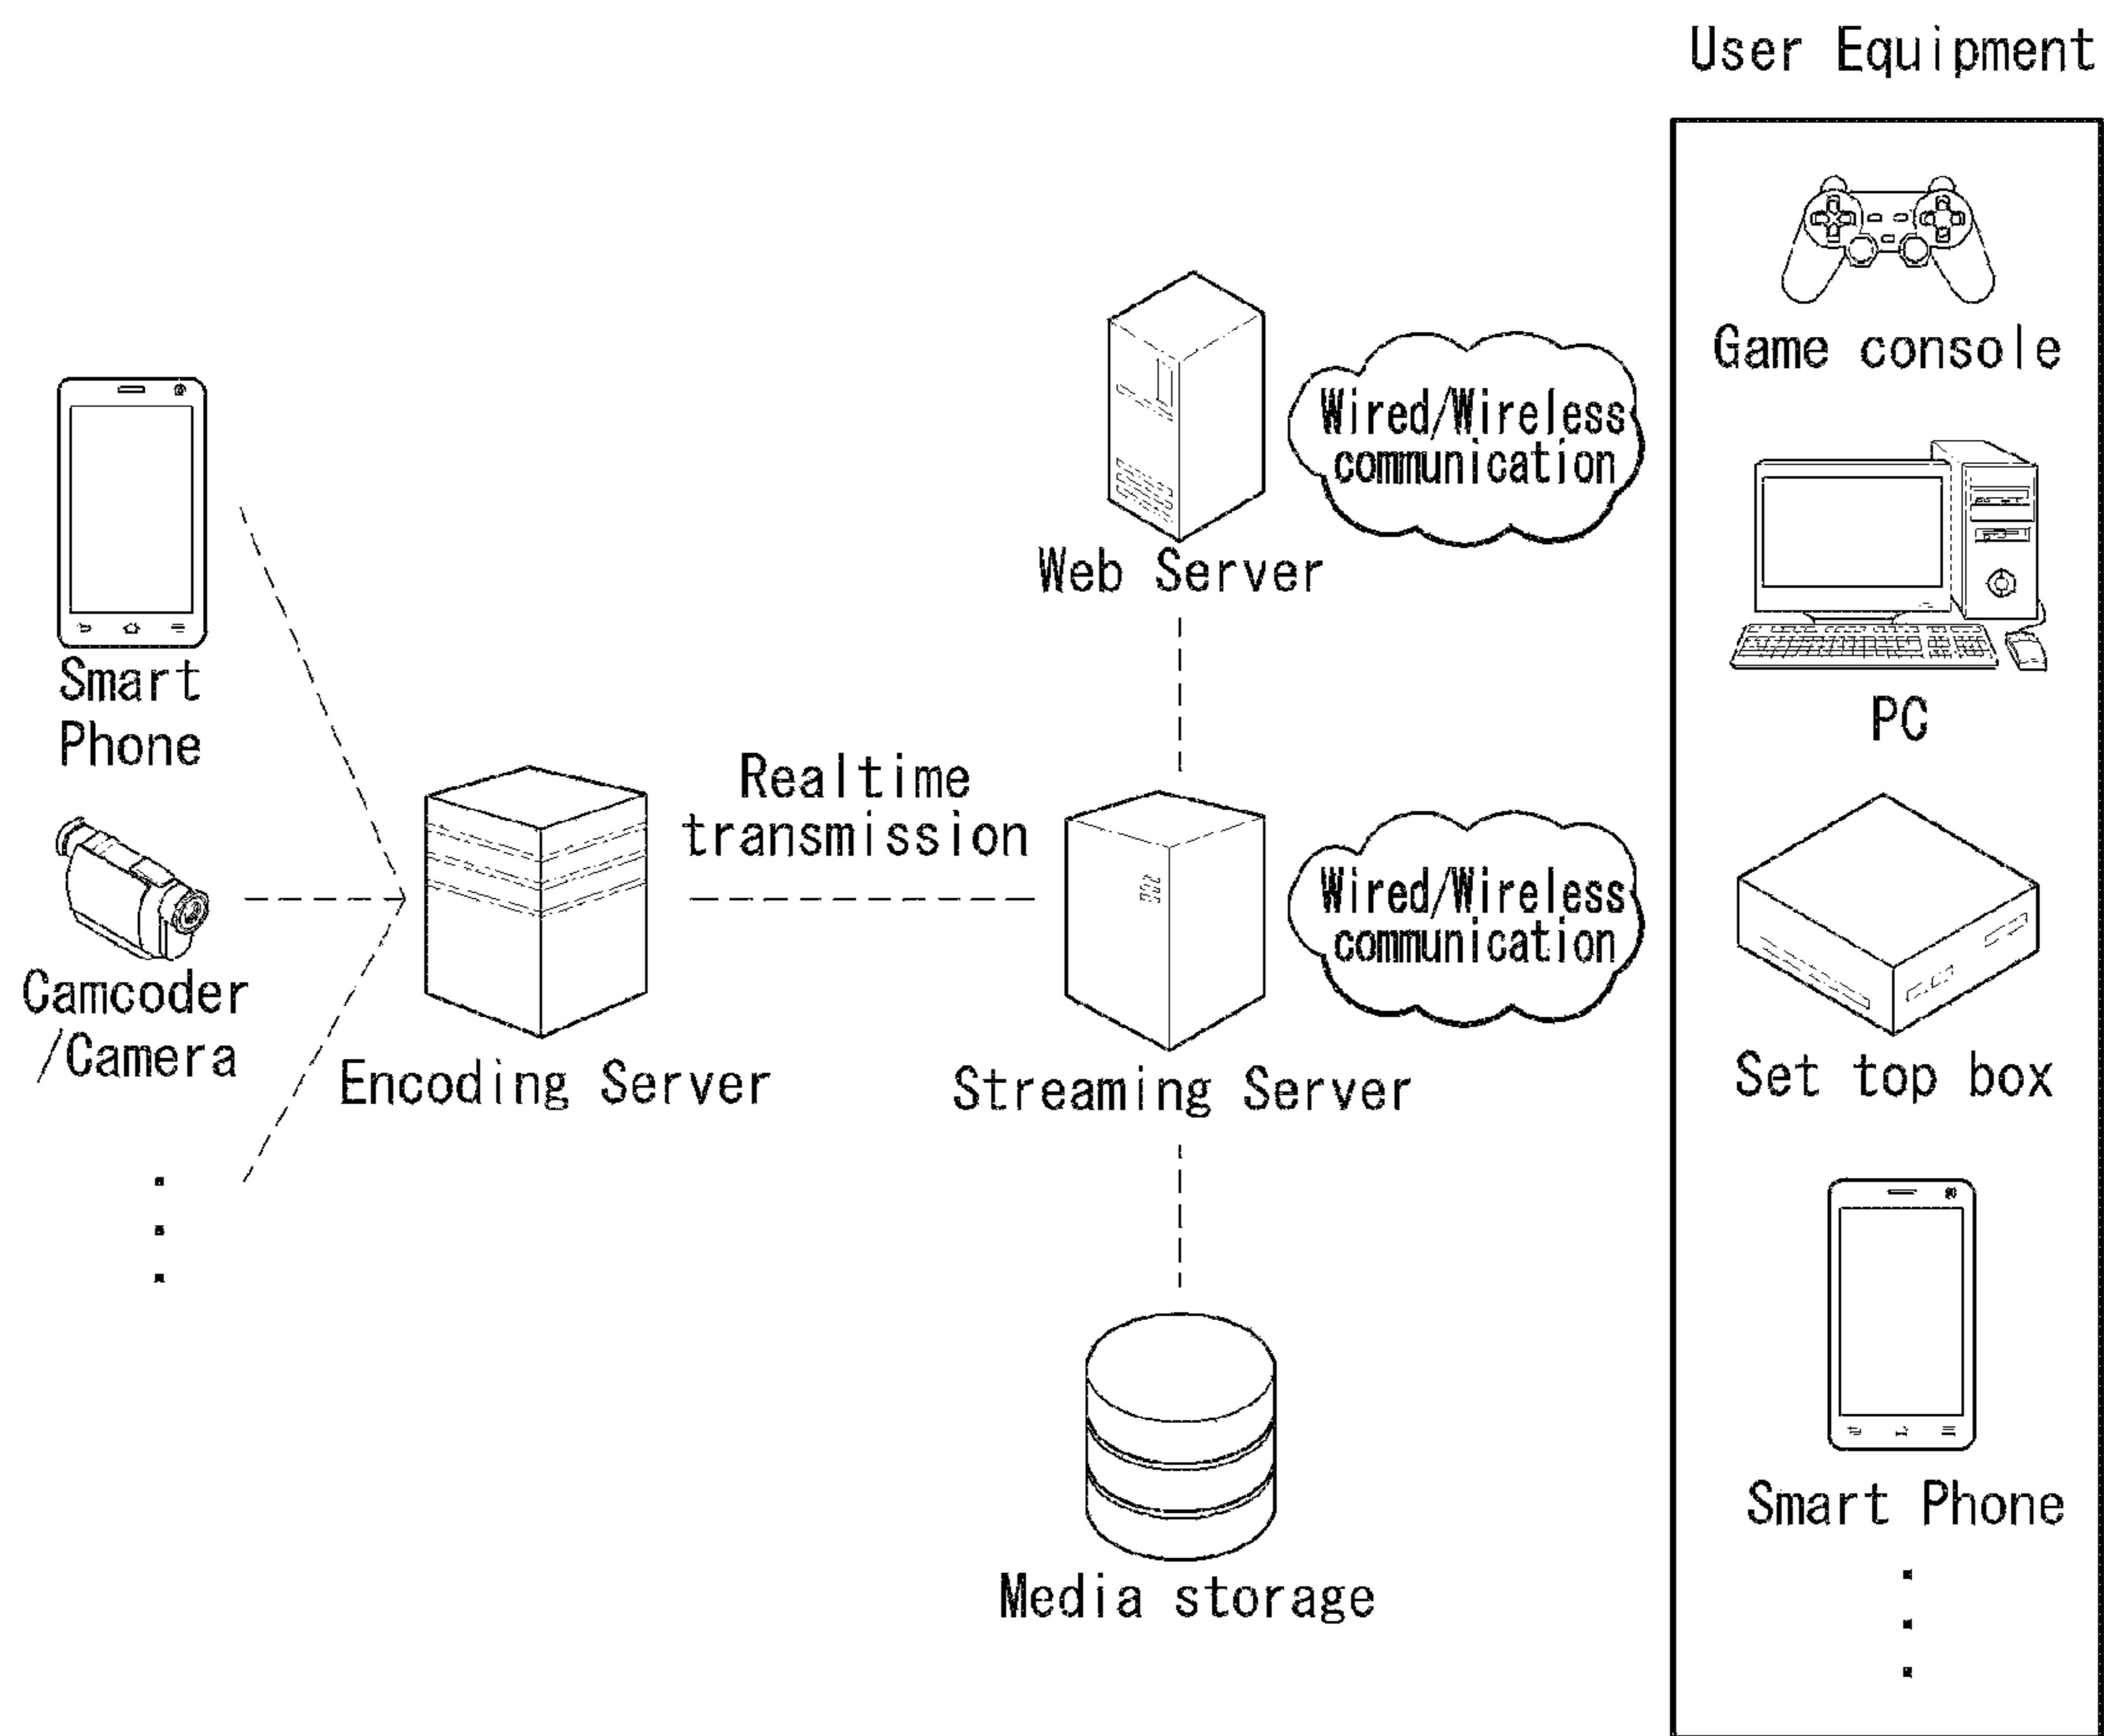 User Equipment
Game console
Wired/Wireless
communication
Web Server
Smart
Phone
PC
Realtime
transmission
Wired/Wireless
communication
Camcoder
/Camera
Encoding Server
Streaming Server
Set top box
Smart Phone
Media storage